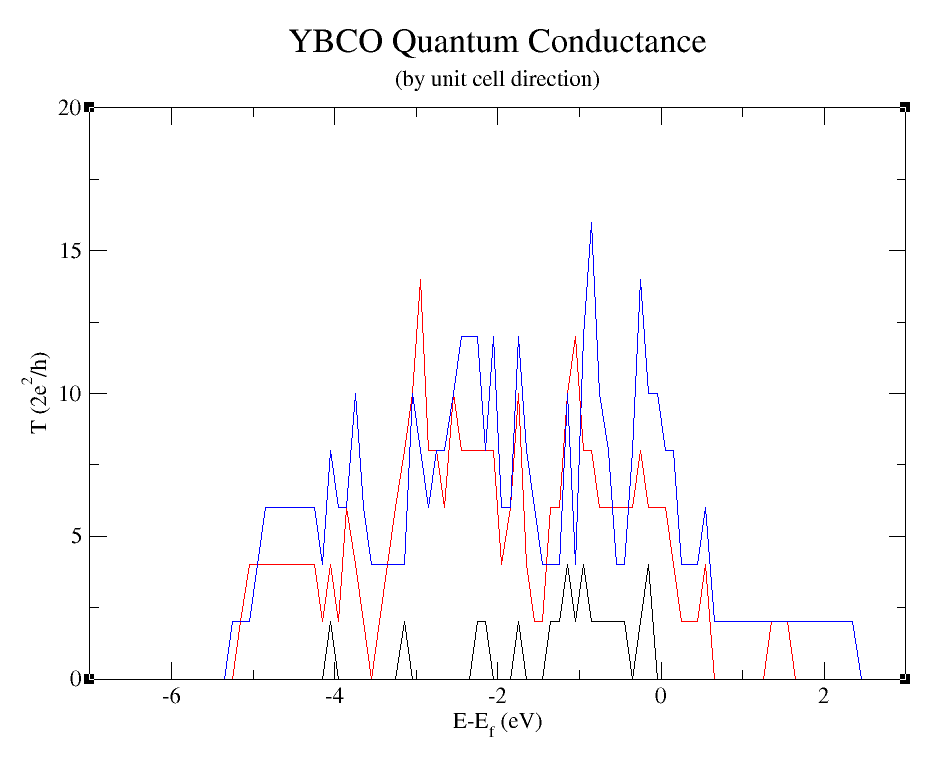 YBCO Quantum Conductance
(by unit cell direction)
20
15
10
5
0
T (2e²/h)
-6 -4 -2 0 2
E-E_f (eV)